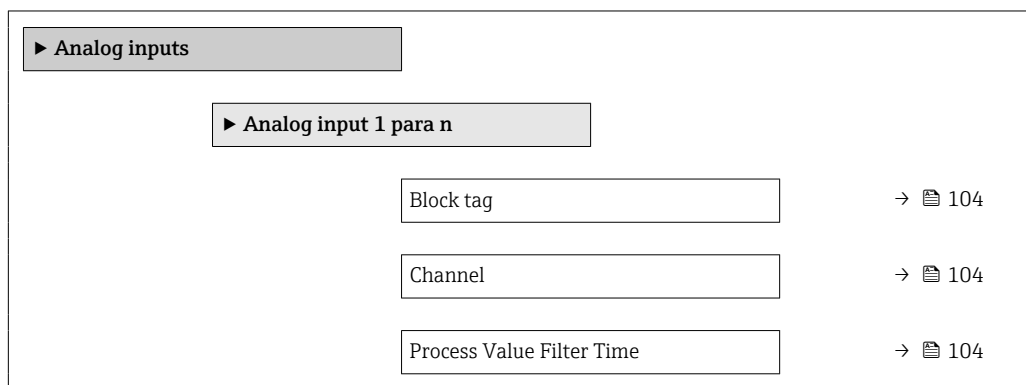 ▶ Analog inputs
▶ Analog input 1 para n
Block tag → 104
Channel → 104
Process Value Filter Time → 104